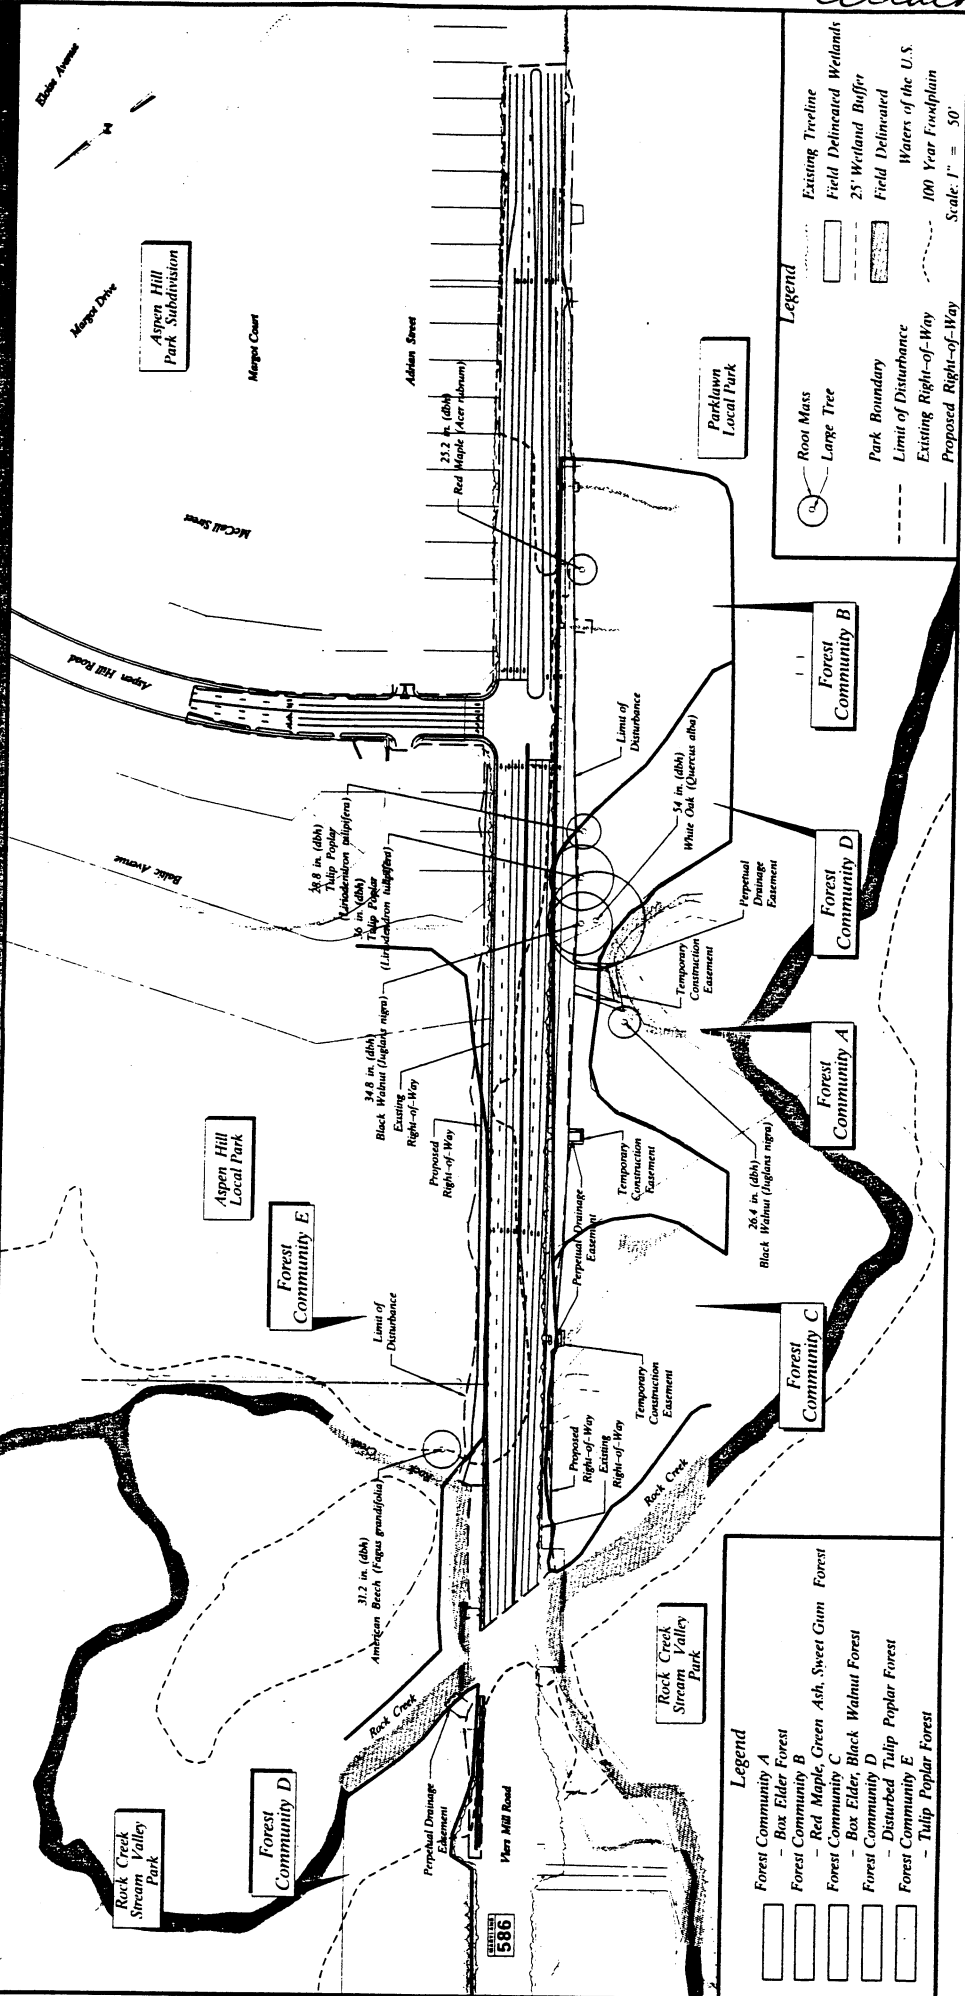 Eloise Avenue
N
Margot Drive
Aspen Hill
Park Subdivision
Margot Court
Adrian Street
McCall Street
Aspen Hill Road
Baltic Avenue
25.2 in. (dbh)
Red Maple (Acer rubrum)
Parklawn
Local Park
Legend
Root Mass
Large Tree
Park Boundary
Limit of Disturbance
Existing Right-of-Way
Proposed Right-of-Way
Existing Treeline
Field Delineated Wetlands
25' Wetland Buffer
Field Delineated
Waters of the U.S.
100 Year Foodplain
Scale: 1" = 50'
Forest
Community B
Limit of
Disturbance
54 in. (dbh)
White Oak (Quercus alba)
28.8 in. (dbh)
Tulip Poplar
(Liriodendron tulipifera)
36 in. (dbh)
Tulip Poplar
(Liriodendron tulipifera)
34.8 in. (dbh)
Black Walnut (Juglans nigra)
Existing
Right-of-Way
Proposed
Right-of-Way
Perpetual
Drainage
Easement
Temporary
Construction
Easement
Forest
Community D
Forest
Community A
26.4 in. (dbh)
Black Walnut (Juglans nigra)
Temporary
Construction
Easement
Perpetual Drainage
Easement
Aspen Hill
Local Park
Forest
Community E
Limit of
Disturbance
Temporary
Construction
Easement
Forest
Community C
Proposed
Right-of-Way
Existing
Right-of-Way
Rock Creek
Rock Creek
31.2 in. (dbh)
American Beech (Fagus grandifolia)
Rock Creek
Rock Creek
Stream Valley
Park
Perpetual Drainage
Easement
Viers Mill Road
MARYLAND
586
Forest
Community D
Rock Creek
Stream Valley
Park
Legend
Forest Community A
- Box Elder Forest
Forest Community B
- Red Maple, Green Ash, Sweet Gum Forest
Forest Community C
- Box Elder, Black Walnut Forest
Forest Community D
- Disturbed Tulip Poplar Forest
Forest Community E
- Tulip Poplar Forest